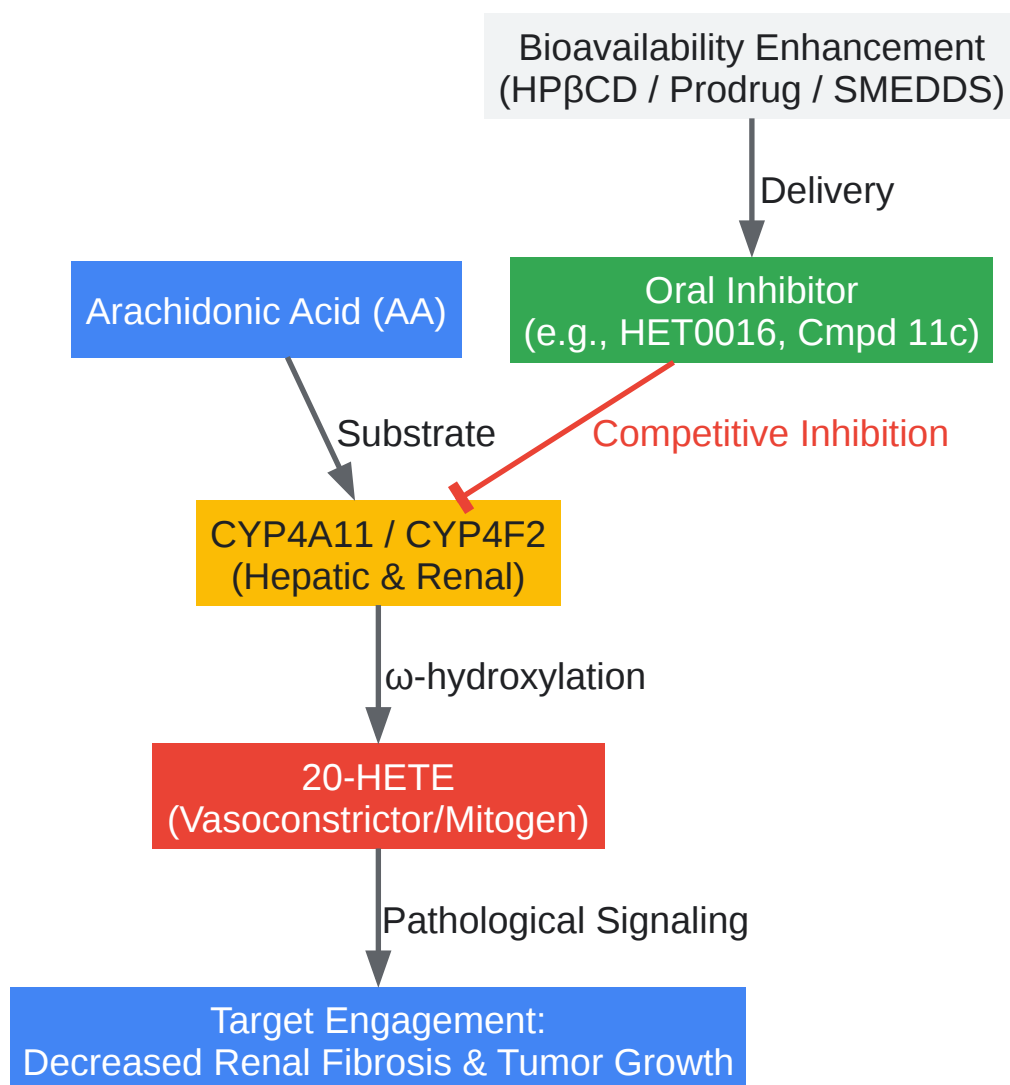 Bioavailability Enhancement
(HPβCD / Prodrug / SMEDDS)
Delivery
Arachidonic Acid (AA)
Oral Inhibitor
(e.g., HET0016, Cmpd 11c)
Substrate
Competitive Inhibition
CYP4A11 / CYP4F2
(Hepatic & Renal)
ω-hydroxylation
20-HETE
(Vasoconstrictor/Mitogen)
Pathological Signaling
Target Engagement:
Decreased Renal Fibrosis & Tumor Growth